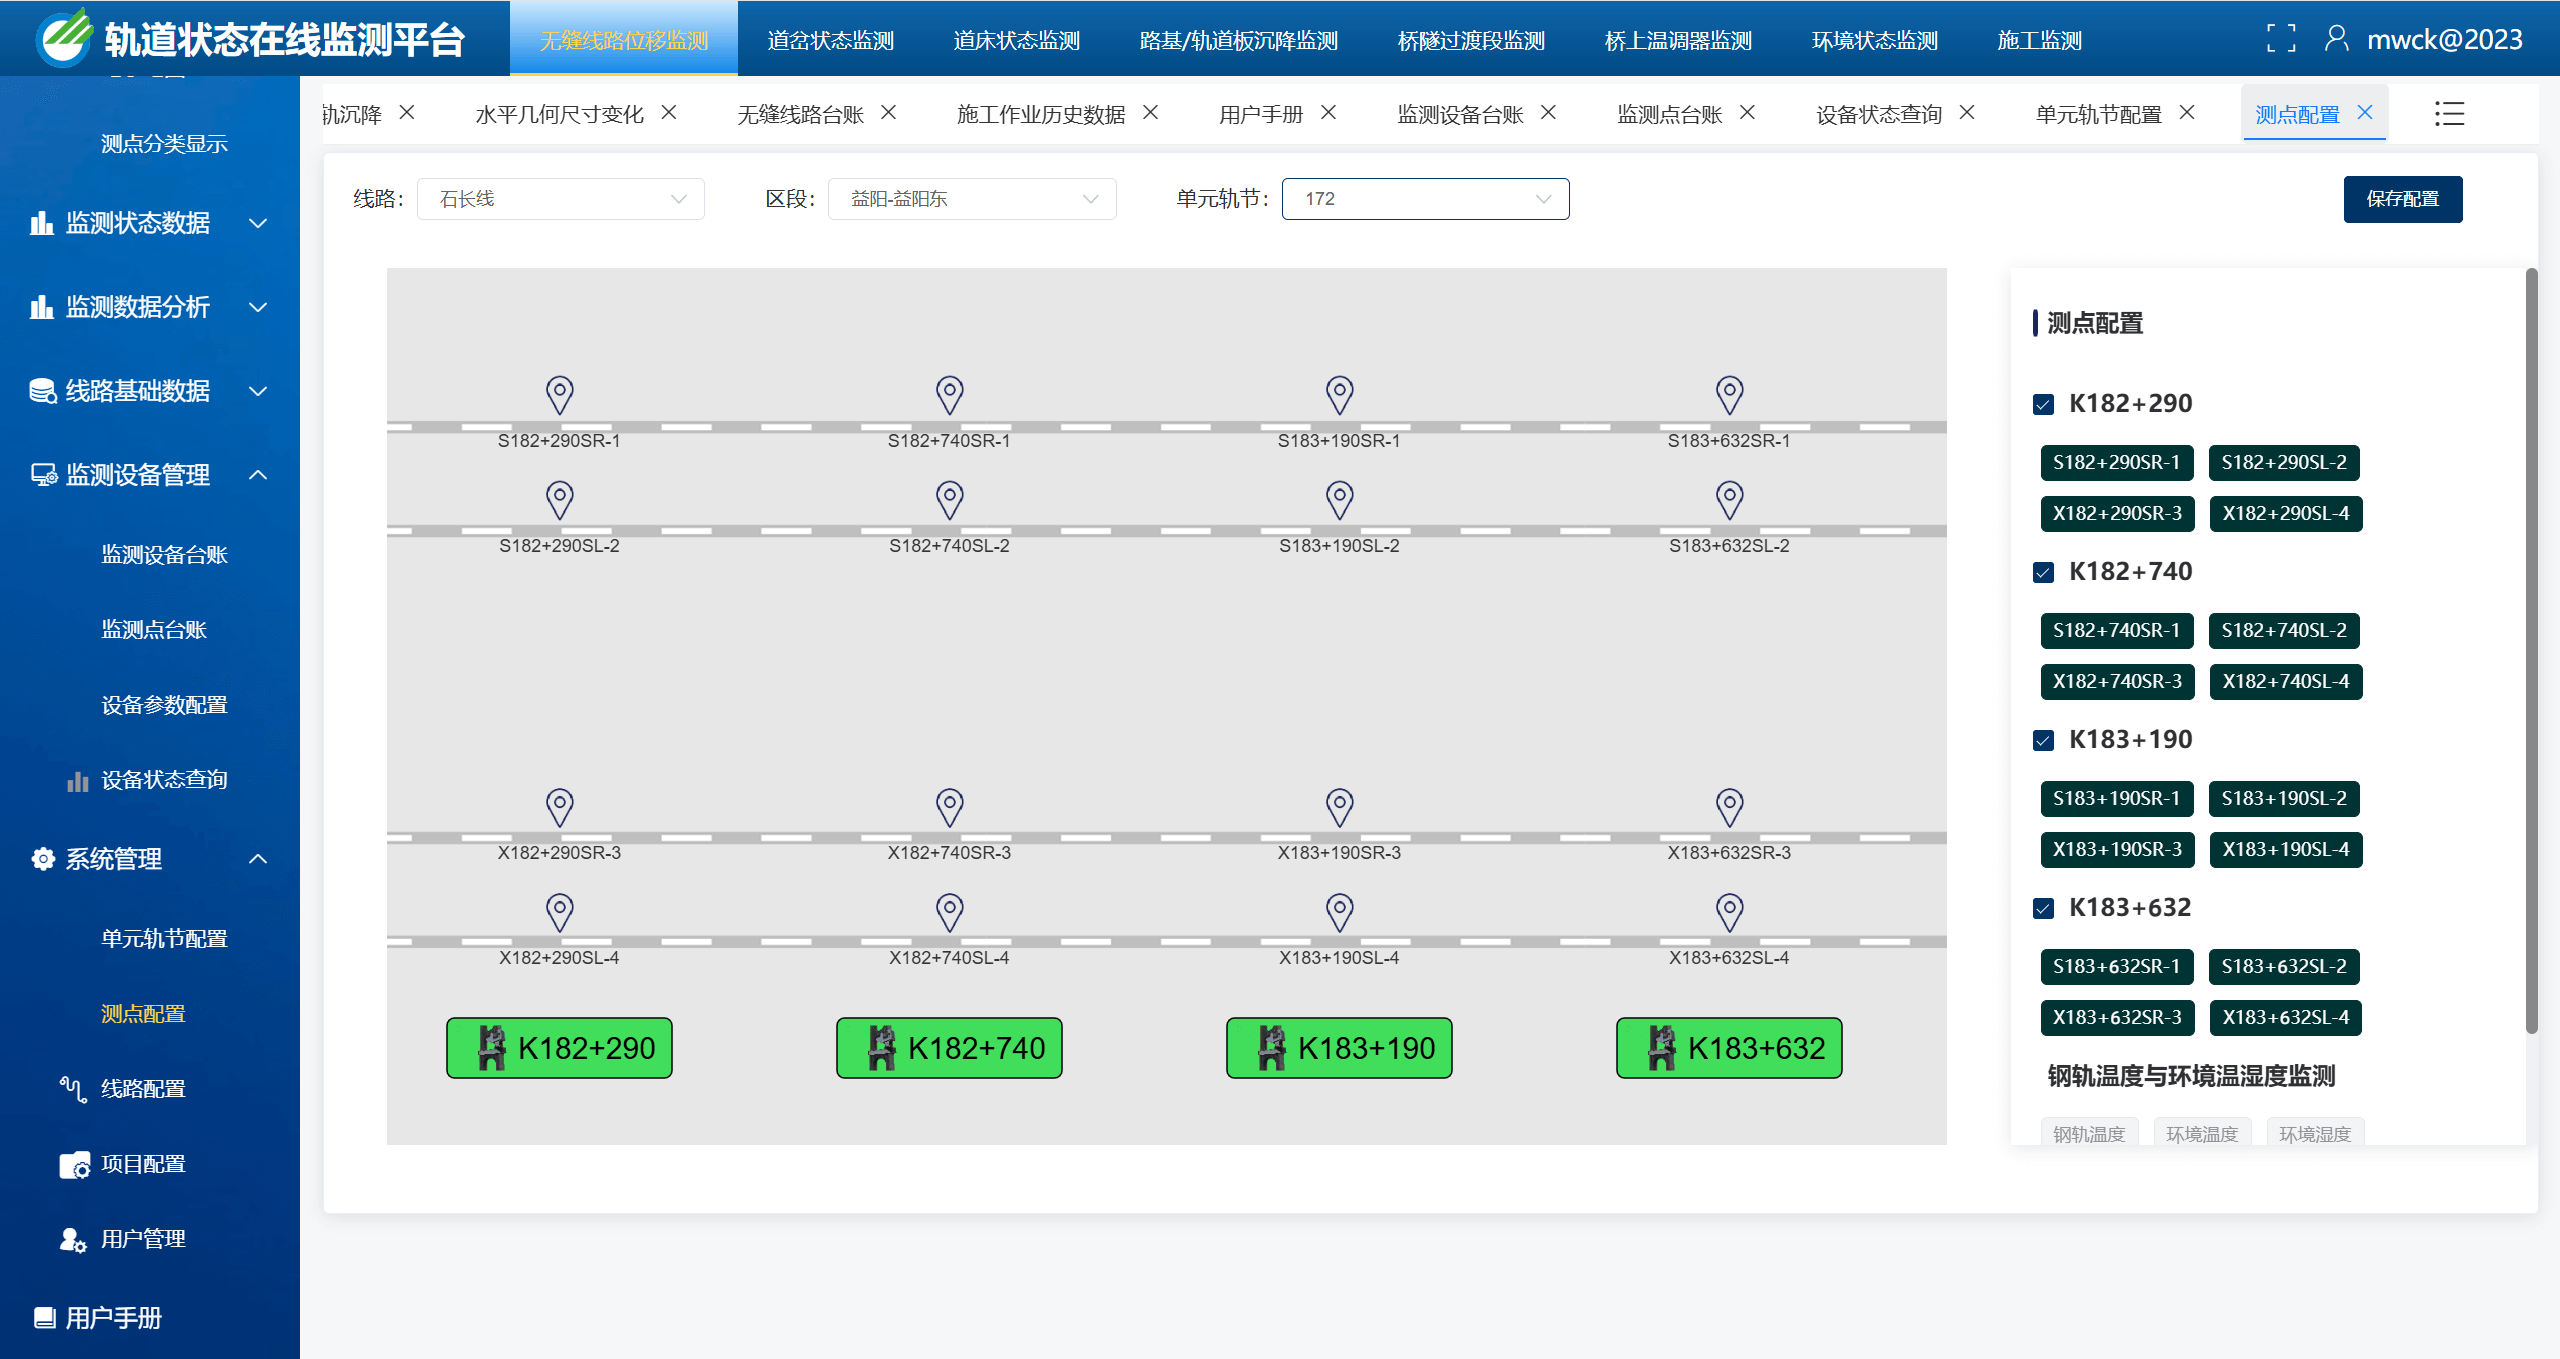 轨道状态在线监测平台
无缝线路位移监测
道岔状态监测
道床状态监测
路基/轨道板沉降监测
桥隧过渡段监测
桥上温调器监测
环境状态监测
施工监测
mwck@2023
轨沉降
水平几何尺寸变化
无缝线路台账
施工作业历史数据
用户手册
监测设备台账
监测点台账
设备状态查询
单元轨节配置
测点配置
测点分类显示
监测状态数据
监测数据分析
线路基础数据
监测设备管理
监测设备台账
监测点台账
设备参数配置
设备状态查询
系统管理
单元轨节配置
测点配置
线路配置
项目配置
用户管理
用户手册
线路: 石长线
区段: 益阳-益阳东
单元轨节: 172
保存配置
S182+290SR-1 S182+740SR-1 S183+190SR-1 S183+632SR-1
S182+290SL-2 S182+740SL-2 S183+190SL-2 S183+632SL-2
X182+290SR-3 X182+740SR-3 X183+190SR-3 X183+632SR-3
X182+290SL-4 X182+740SL-4 X183+190SL-4 X183+632SL-4
K182+290 K182+740 K183+190 K183+632
测点配置
K182+290
S182+290SR-1 S182+290SL-2
X182+290SR-3 X182+290SL-4
K182+740
S182+740SR-1 S182+740SL-2
X182+740SR-3 X182+740SL-4
K183+190
S183+190SR-1 S183+190SL-2
X183+190SR-3 X183+190SL-4
K183+632
S183+632SR-1 S183+632SL-2
X183+632SR-3 X183+632SL-4
钢轨温度与环境温湿度监测
钢轨温度 环境温度 环境湿度